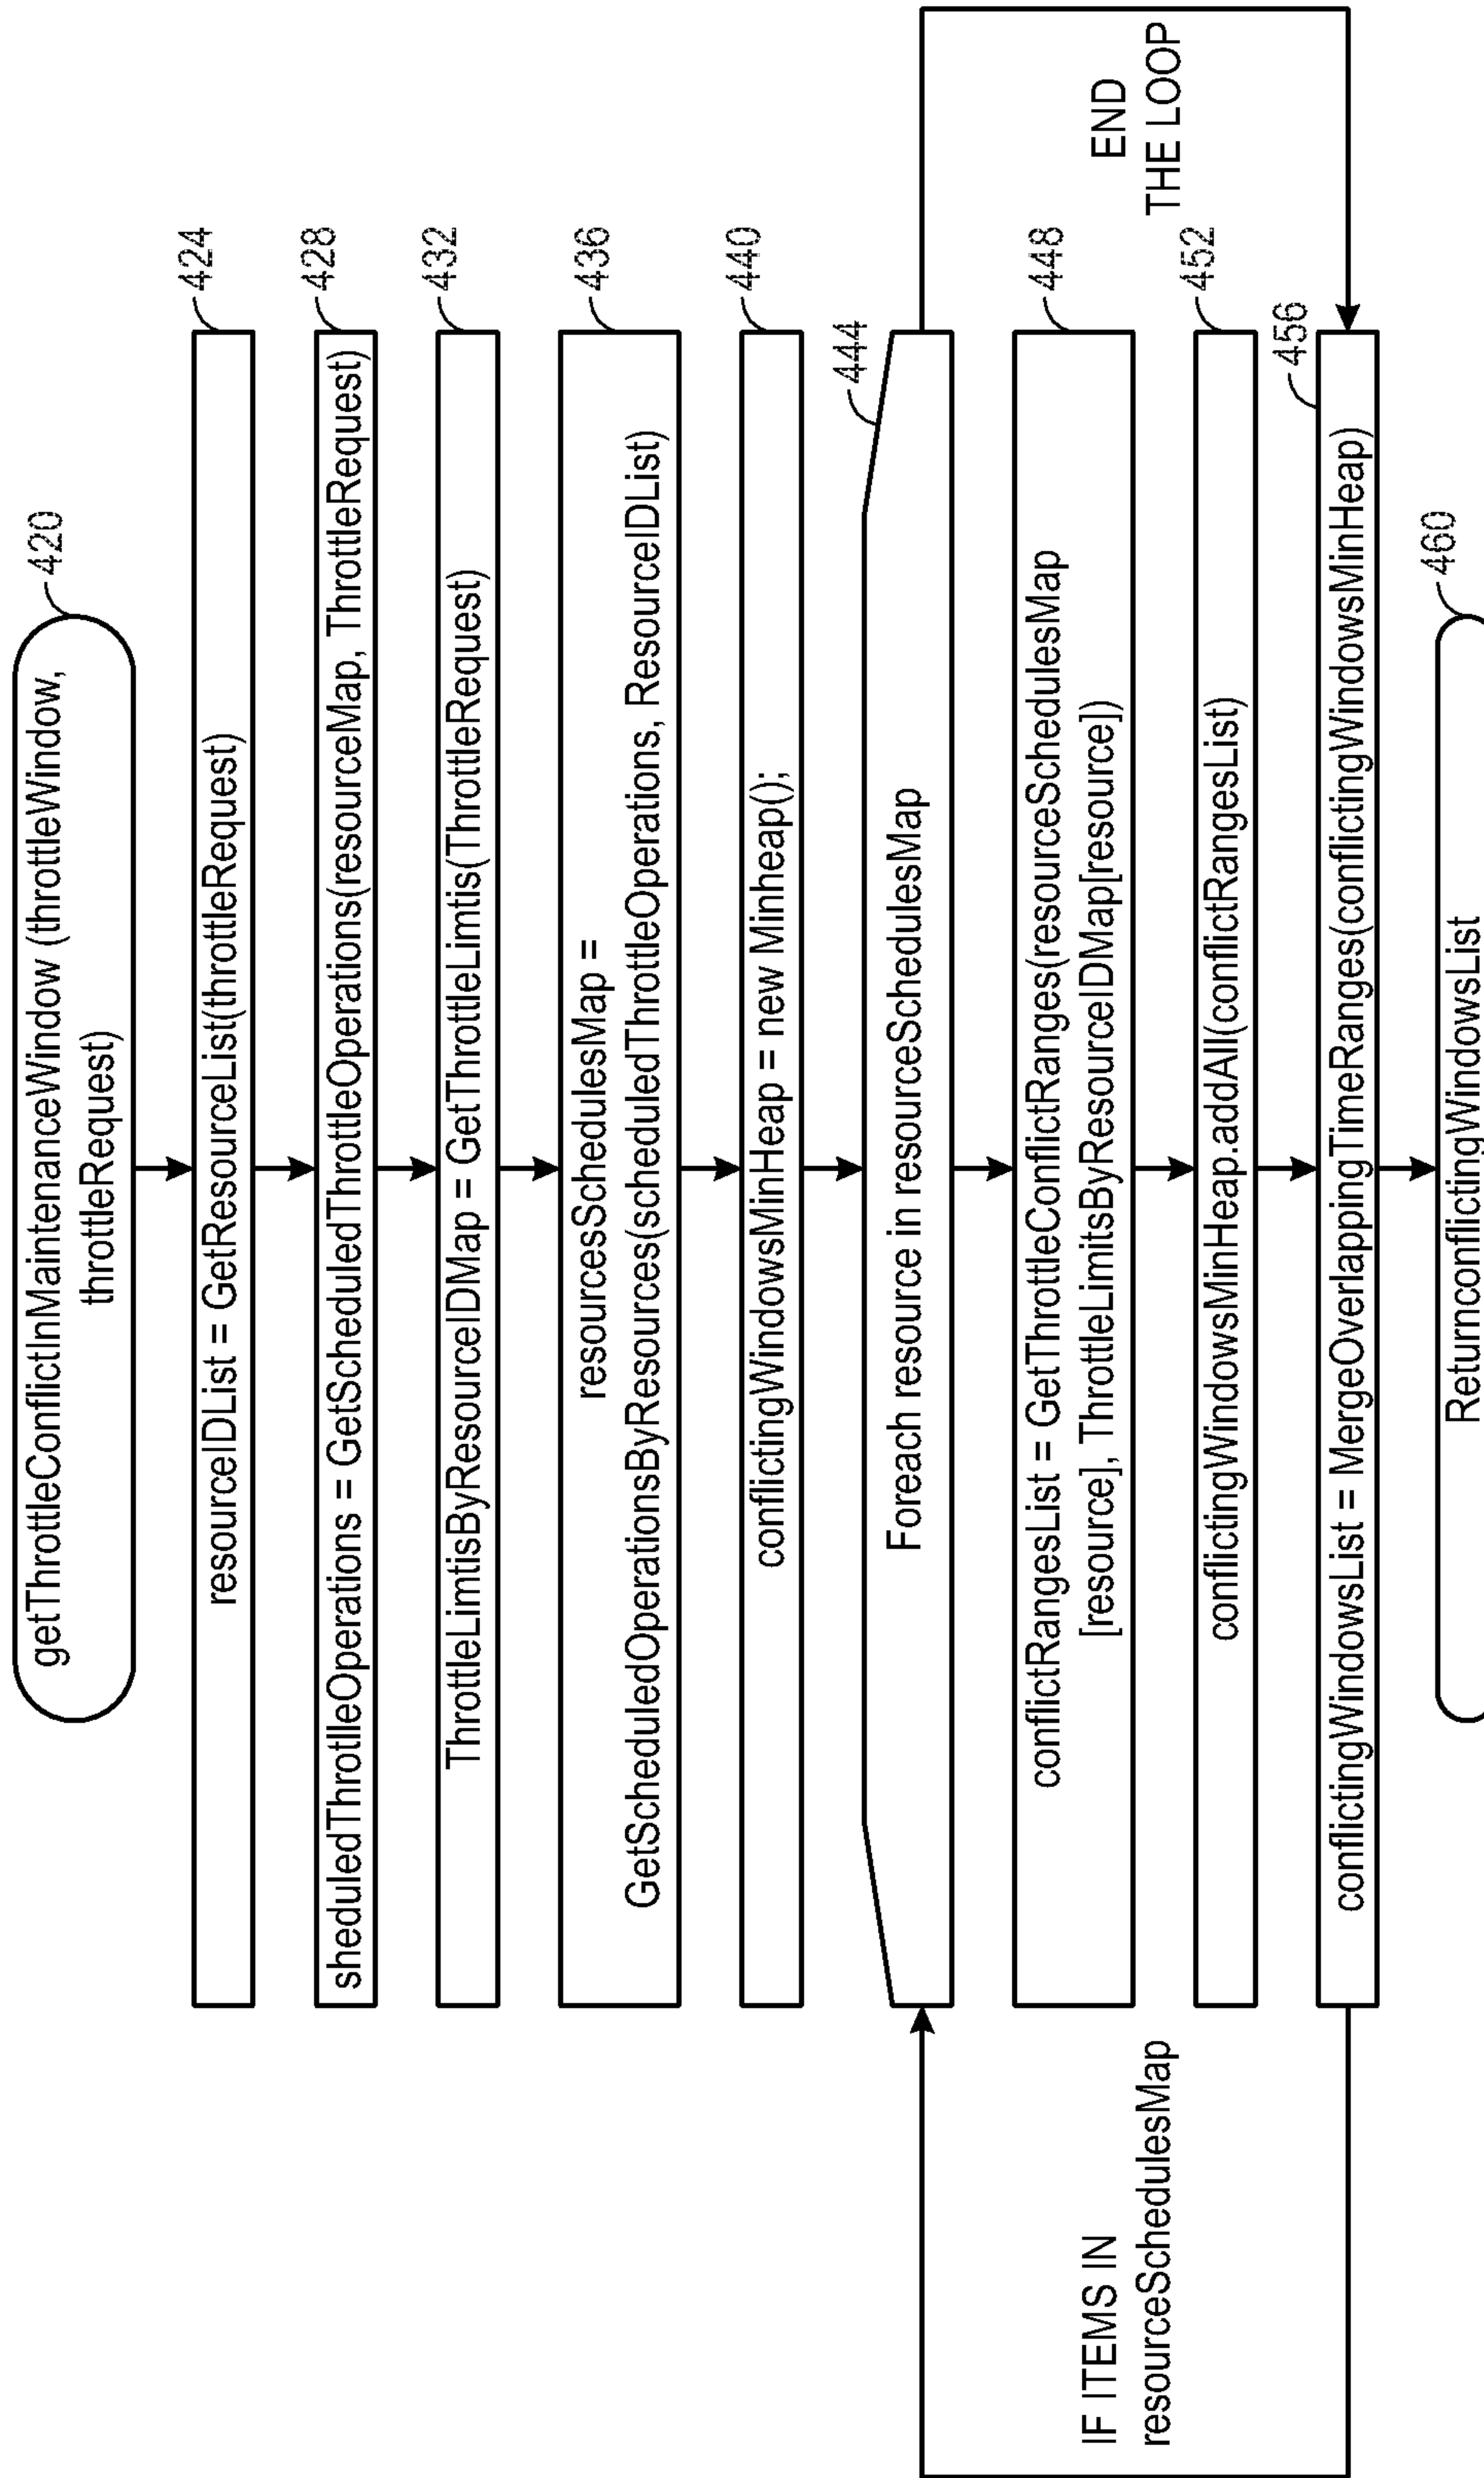 getThrottleConflictInMaintenanceWindow (throttleWindow,
throttleRequest)
420
resourceIDList = GetResourceList(throttleRequest)
424
sheduledThrotlleOperations = GetScheduledThrottleOperations(resourceMap, ThrottleRequest)
428
ThrottleLimtisByResourceIDMap = GetThrottleLimtis(ThrottleRequest)
432
resourcesSchedulesMap =
GetScheduledOperationsByResources(scheduledThrottleOperations, ResourceIDList)
436
conflictingWindowsMinHeap = new Minheap();
440
Foreach resource in resourceSchedulesMap
444
IF ITEMS IN
resourceSchedulesMap
END
THE LOOP
conflictRangesList = GetThrottleConflictRanges(resourceSchedulesMap
[resource], ThrottleLimitsByResourceIDMap[resource])
448
conflictingWindowsMinHeap.addAll(conflictRangesList)
452
conflictingWindowsList = MergeOverlappingTimeRanges(conflictingWindowsMinHeap)
456
ReturnconflictingWindowsList
460